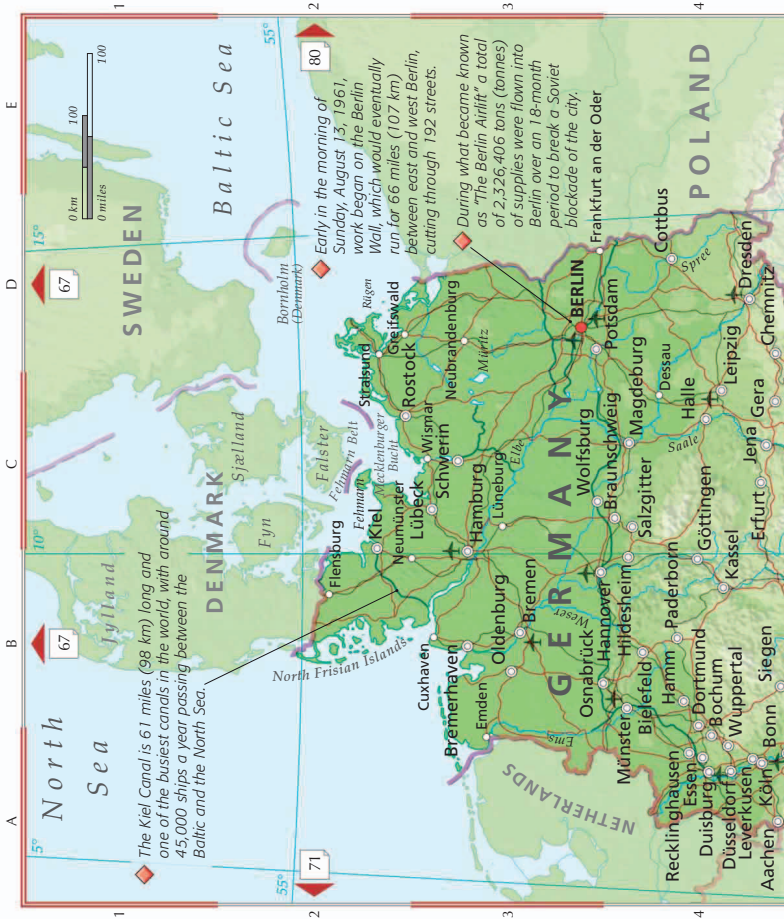 A
B
C
D
E
1
2
3
4
1
2
3
4
67
67
71
80
5°
10°
15°
55°
55°
0 km
100
0 miles
100
North
Sea
Baltic Sea
SWEDEN
DENMARK
Jylland
Fyn
Sjælland
Falster
Bornholm
(Denmark)
The Kiel Canal is 61 miles (98 km) long and
one of the busiest canals in the world, with around
45,000 ships a year passing between the
Baltic and the North Sea.
Early in the morning of
Sunday, August 13, 1961,
work began on the Berlin
Wall, which would eventually
run for 66 miles (107 km)
between east and west Berlin,
cutting through 192 streets.
During what became known
as "The Berlin Airlift" a total
of 2,326,406 tons (tonnes)
of supplies were flown into
Berlin over an 18-month
period to break a Soviet
blockade of the city.
North Frisian Islands
Flensburg
Fehmarn Belt
Fehmarn
Mecklenburger
Bucht
Rügen
Kiel
Neumünster
Lübeck
Wismar
Schwerin
Rostock
Stralsund
Greifswald
Neubrandenburg
Müritz
Cuxhaven
Bremerhaven
Emden
Oldenburg
Bremen
Hamburg
Lüneburg
Elbe
Ems
Weser
GERMANY
NETHERLANDS
POLAND
BERLIN
Potsdam
Frankfurt an der Oder
Osnabrück
Hannover
Wolfsburg
Braunschweig
Magdeburg
Münster
Bielefeld
Hildesheim
Salzgitter
Dessau
Cottbus
Spree
Hamm
Paderborn
Göttingen
Halle
Saale
Leipzig
Recklinghausen
Essen
Dortmund
Bochum
Duisburg
Wuppertal
Düsseldorf
Leverkusen
Kassel
Dresden
Aachen
Köln
Bonn
Siegen
Erfurt
Jena
Gera
Chemnitz